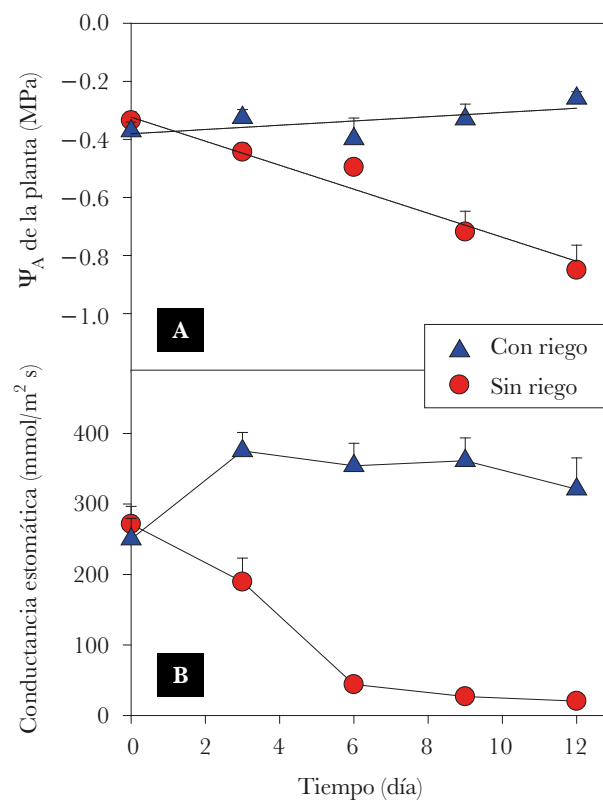 0.0
−0.2
−0.4
−0.6
−0.8
−1.0
Ψ_A de la planta (MPa)
A
Con riego
Sin riego
400
300
200
100
0
Conductancia estomática (mmol/m² s)
B
0 2 4 6 8 10 12
Tiempo (día)